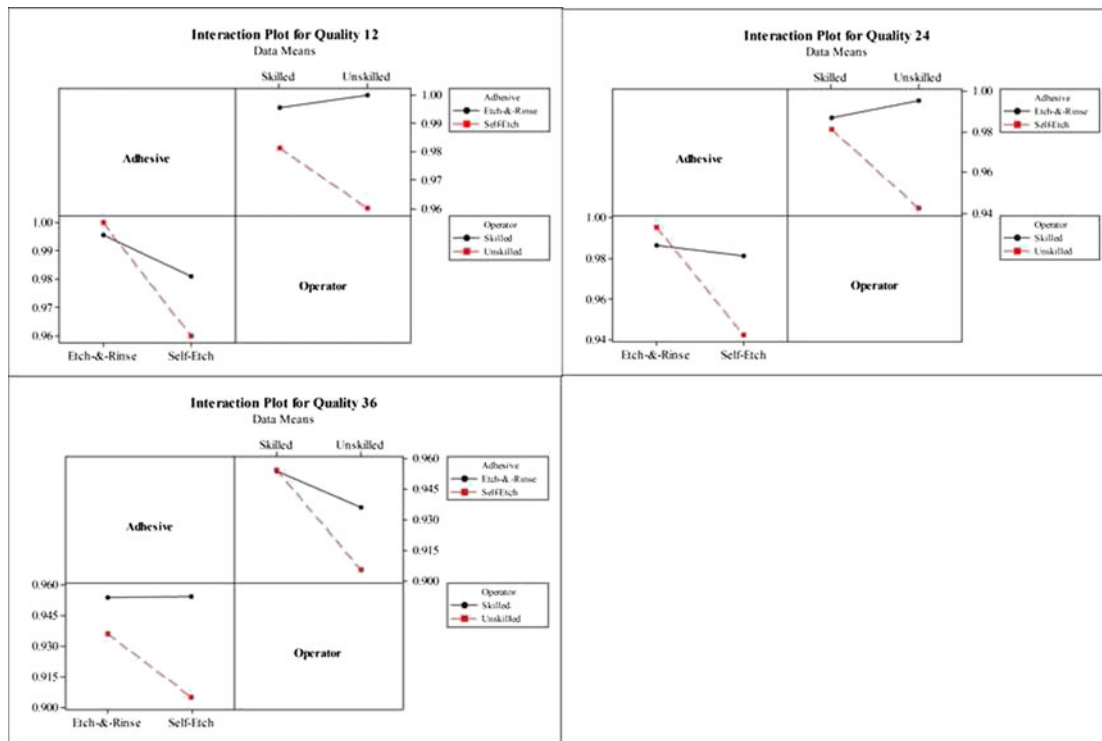 Interaction Plot for Quality 12
Data Means
Skilled Unskilled
1.00
0.99
0.98
0.97
0.96
Adhesive
Etch-&-Rinse
Self-Etch
Adhesive
1.00
0.99
0.98
0.97
0.96
Operator
Operator
Skilled
Unskilled
Etch-&-Rinse Self-Etch
Interaction Plot for Quality 24
Data Means
Skilled Unskilled
1.00
0.98
0.96
0.94
Adhesive
Etch-&-Rinse
Self-Etch
Adhesive
1.00
0.98
0.96
0.94
Operator
Operator
Skilled
Unskilled
Etch-&-Rinse Self-Etch
Interaction Plot for Quality 36
Data Means
Skilled Unskilled
0.960
0.945
0.930
0.915
0.900
Adhesive
Etch-&-Rinse
Self-Etch
Adhesive
0.960
0.945
0.930
0.915
0.900
Operator
Operator
Skilled
Unskilled
Etch-&-Rinse Self-Etch